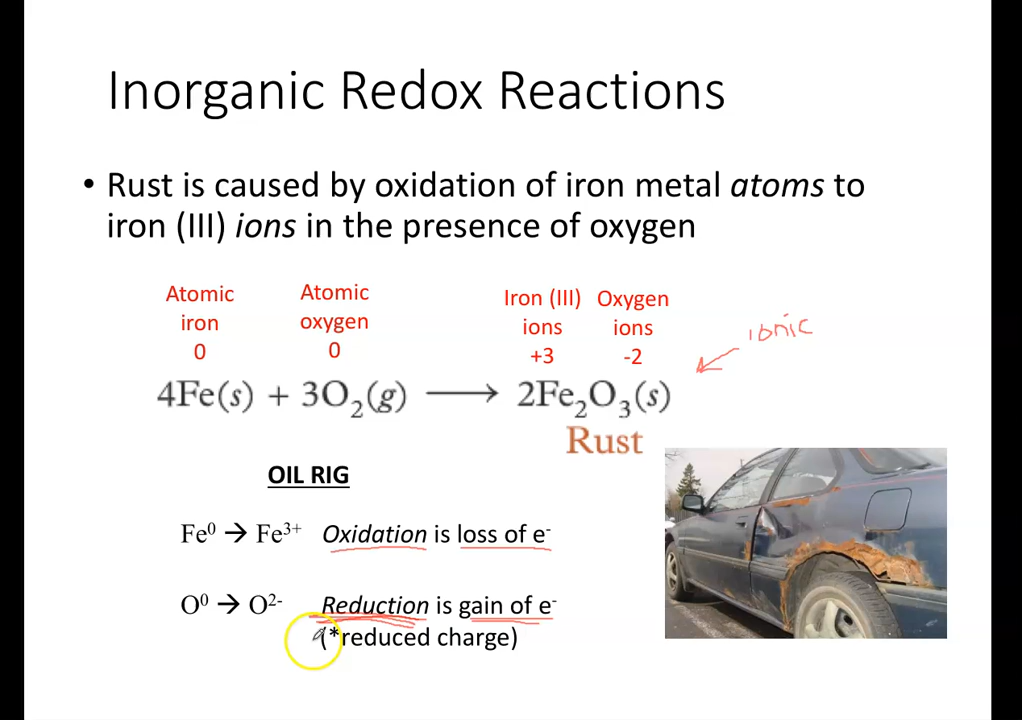 Inorganic Redox Reactions
• Rust is caused by oxidation of iron metal atoms to
iron (III) ions in the presence of oxygen
Atomic
iron
0
Atomic
oxygen
0
Iron (III)
ions
+3
Oxygen
ions
-2
ionic
4Fe(s) + 3O₂(g) ⟶ 2Fe₂O₃(s)
Rust
OIL RIG
Fe⁰ → Fe³⁺ Oxidation is loss of e⁻
O⁰ → O²⁻ Reduction is gain of e⁻
(*reduced charge)